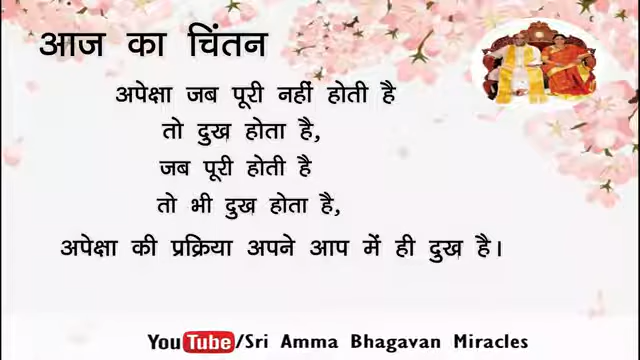 आज का चिंतन
अपेक्षा जब पूरी नहीं होती है
तो दुख होता है,
जब पूरी होती है
तो भी दुख होता है,
अपेक्षा की प्रक्रिया अपने आप में ही दुख है।
YouTube/Sri Amma Bhagavan Miracles